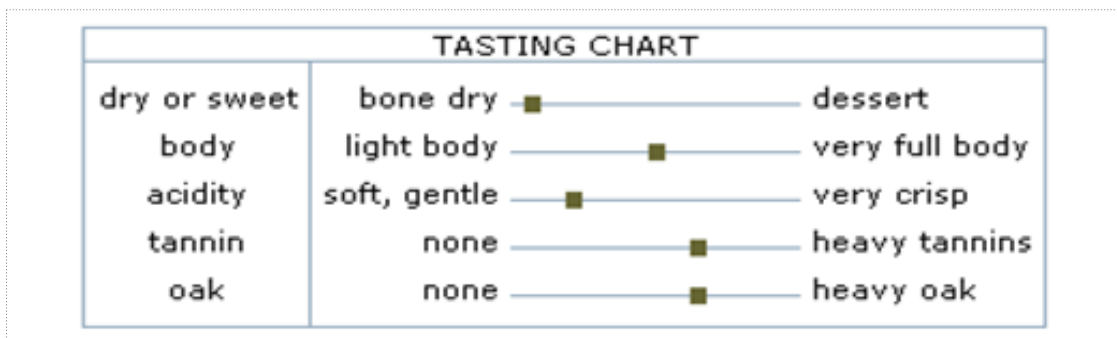 TASTING CHART
dry or sweet bone dry dessert
body light body very full body
acidity soft, gentle very crisp
tannin none heavy tannins
oak none heavy oak